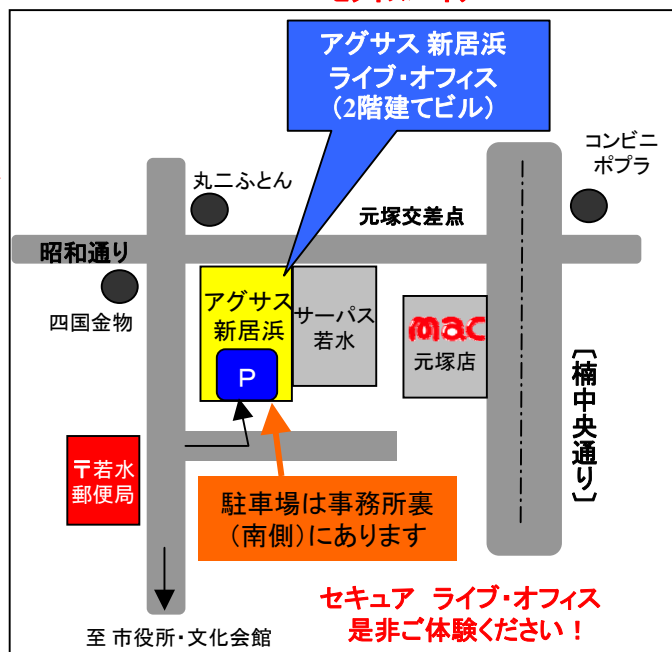 アグサス 新居浜
ライブ・オフィス
(2階建てビル)
コンビニ
ポプラ
丸二ふとん
元塚交差点
昭和通り
四国金物
アグサス
新居浜
P
サーパス
若水
mac
元塚店
〔楠中央通り〕
〒若水
郵便局
駐車場は事務所裏
(南側)にあります
至 市役所・文化会館
セキュア ライブ・オフィス
是非ご体験ください!